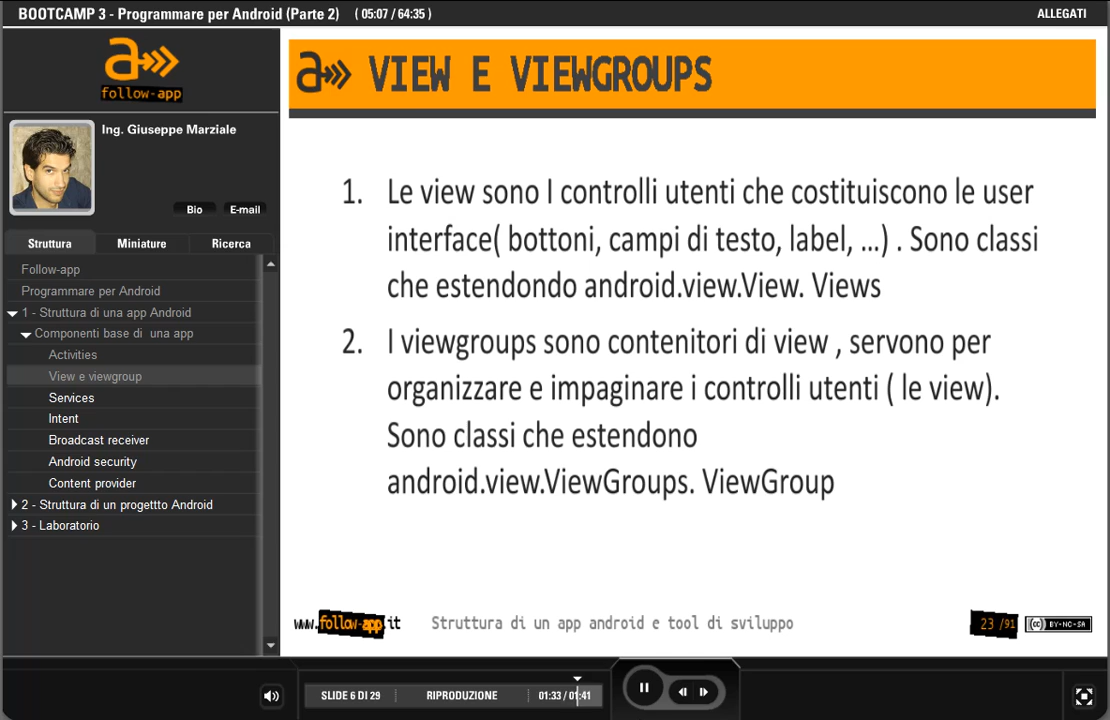 BOOTCAMP 3 - Programmare per Android (Parte 2) ( 05:07 / 64:35 )
ALLEGATI
a
follow-app
Ing. Giuseppe Marziale
Bio
E-mail
Struttura
Miniature
Ricerca
Follow-app
Programmare per Android
1 - Struttura di una app Android
Componenti base di una app
Activities
View e viewgroup
Services
Intent
Broadcast receiver
Android security
Content provider
2 - Struttura di un progettto Android
3 - Laboratorio
a VIEW E VIEWGROUPS
1. Le view sono I controlli utenti che costituiscono le user
interface( bottoni, campi di testo, label, ...) . Sono classi
che estendondo android.view.View. Views
2. I viewgroups sono contenitori di view , servono per
organizzare e impaginare i controlli utenti ( le view).
Sono classi che estendono
android.view.ViewGroups. ViewGroup
www.follow-app.it
Struttura di un app android e tool di sviluppo
23 /91
(cc) BY-NC-SA
SLIDE 6 DI 29
RIPRODUZIONE
01:33 / 01:41